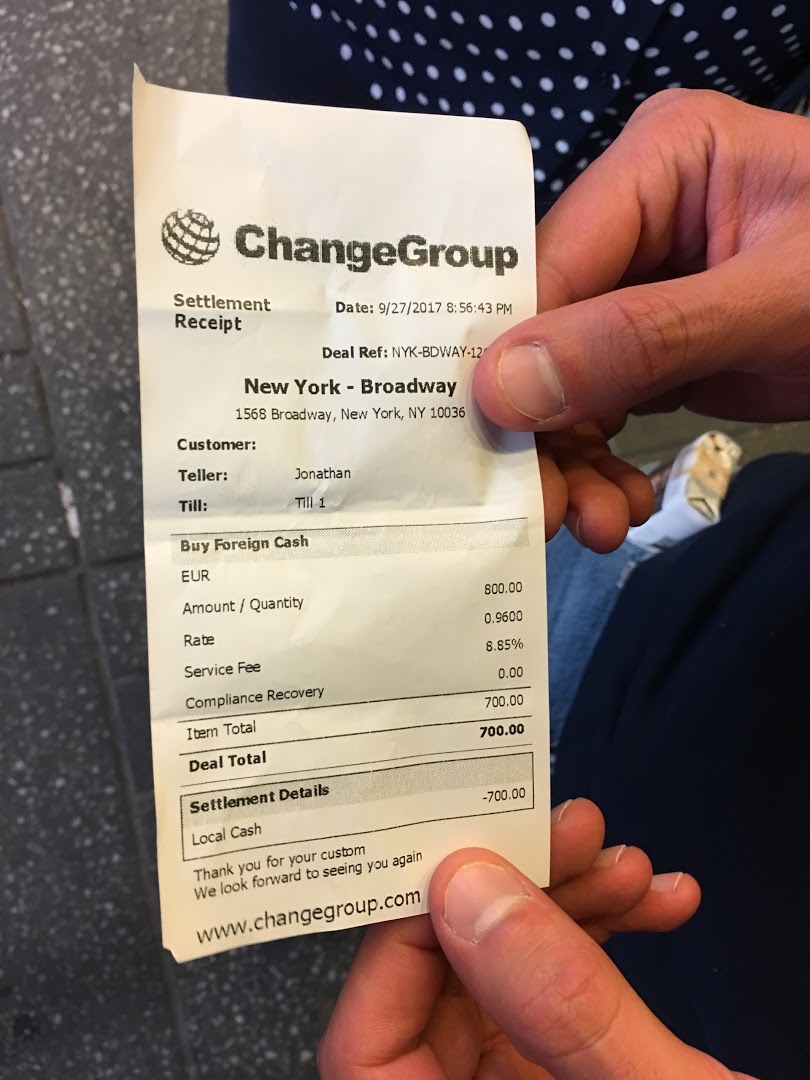 ChangeGroup
Settlement Receipt
Date: 9/27/2017 8:56:43 PM
Deal Ref: NYK-BDWAY-12
New York - Broadway
1568 Broadway, New York, NY 10036
Customer:
Teller: Jonathan
Till: Till 1
Buy Foreign Cash
EUR
Amount / Quantity 800.00
Rate 0.9600
Service Fee 8.85%
Compliance Recovery 0.00
Item Total 700.00
Deal Total 700.00
Settlement Details
Local Cash -700.00
Thank you for your custom
We look forward to seeing you again
www.changegroup.com